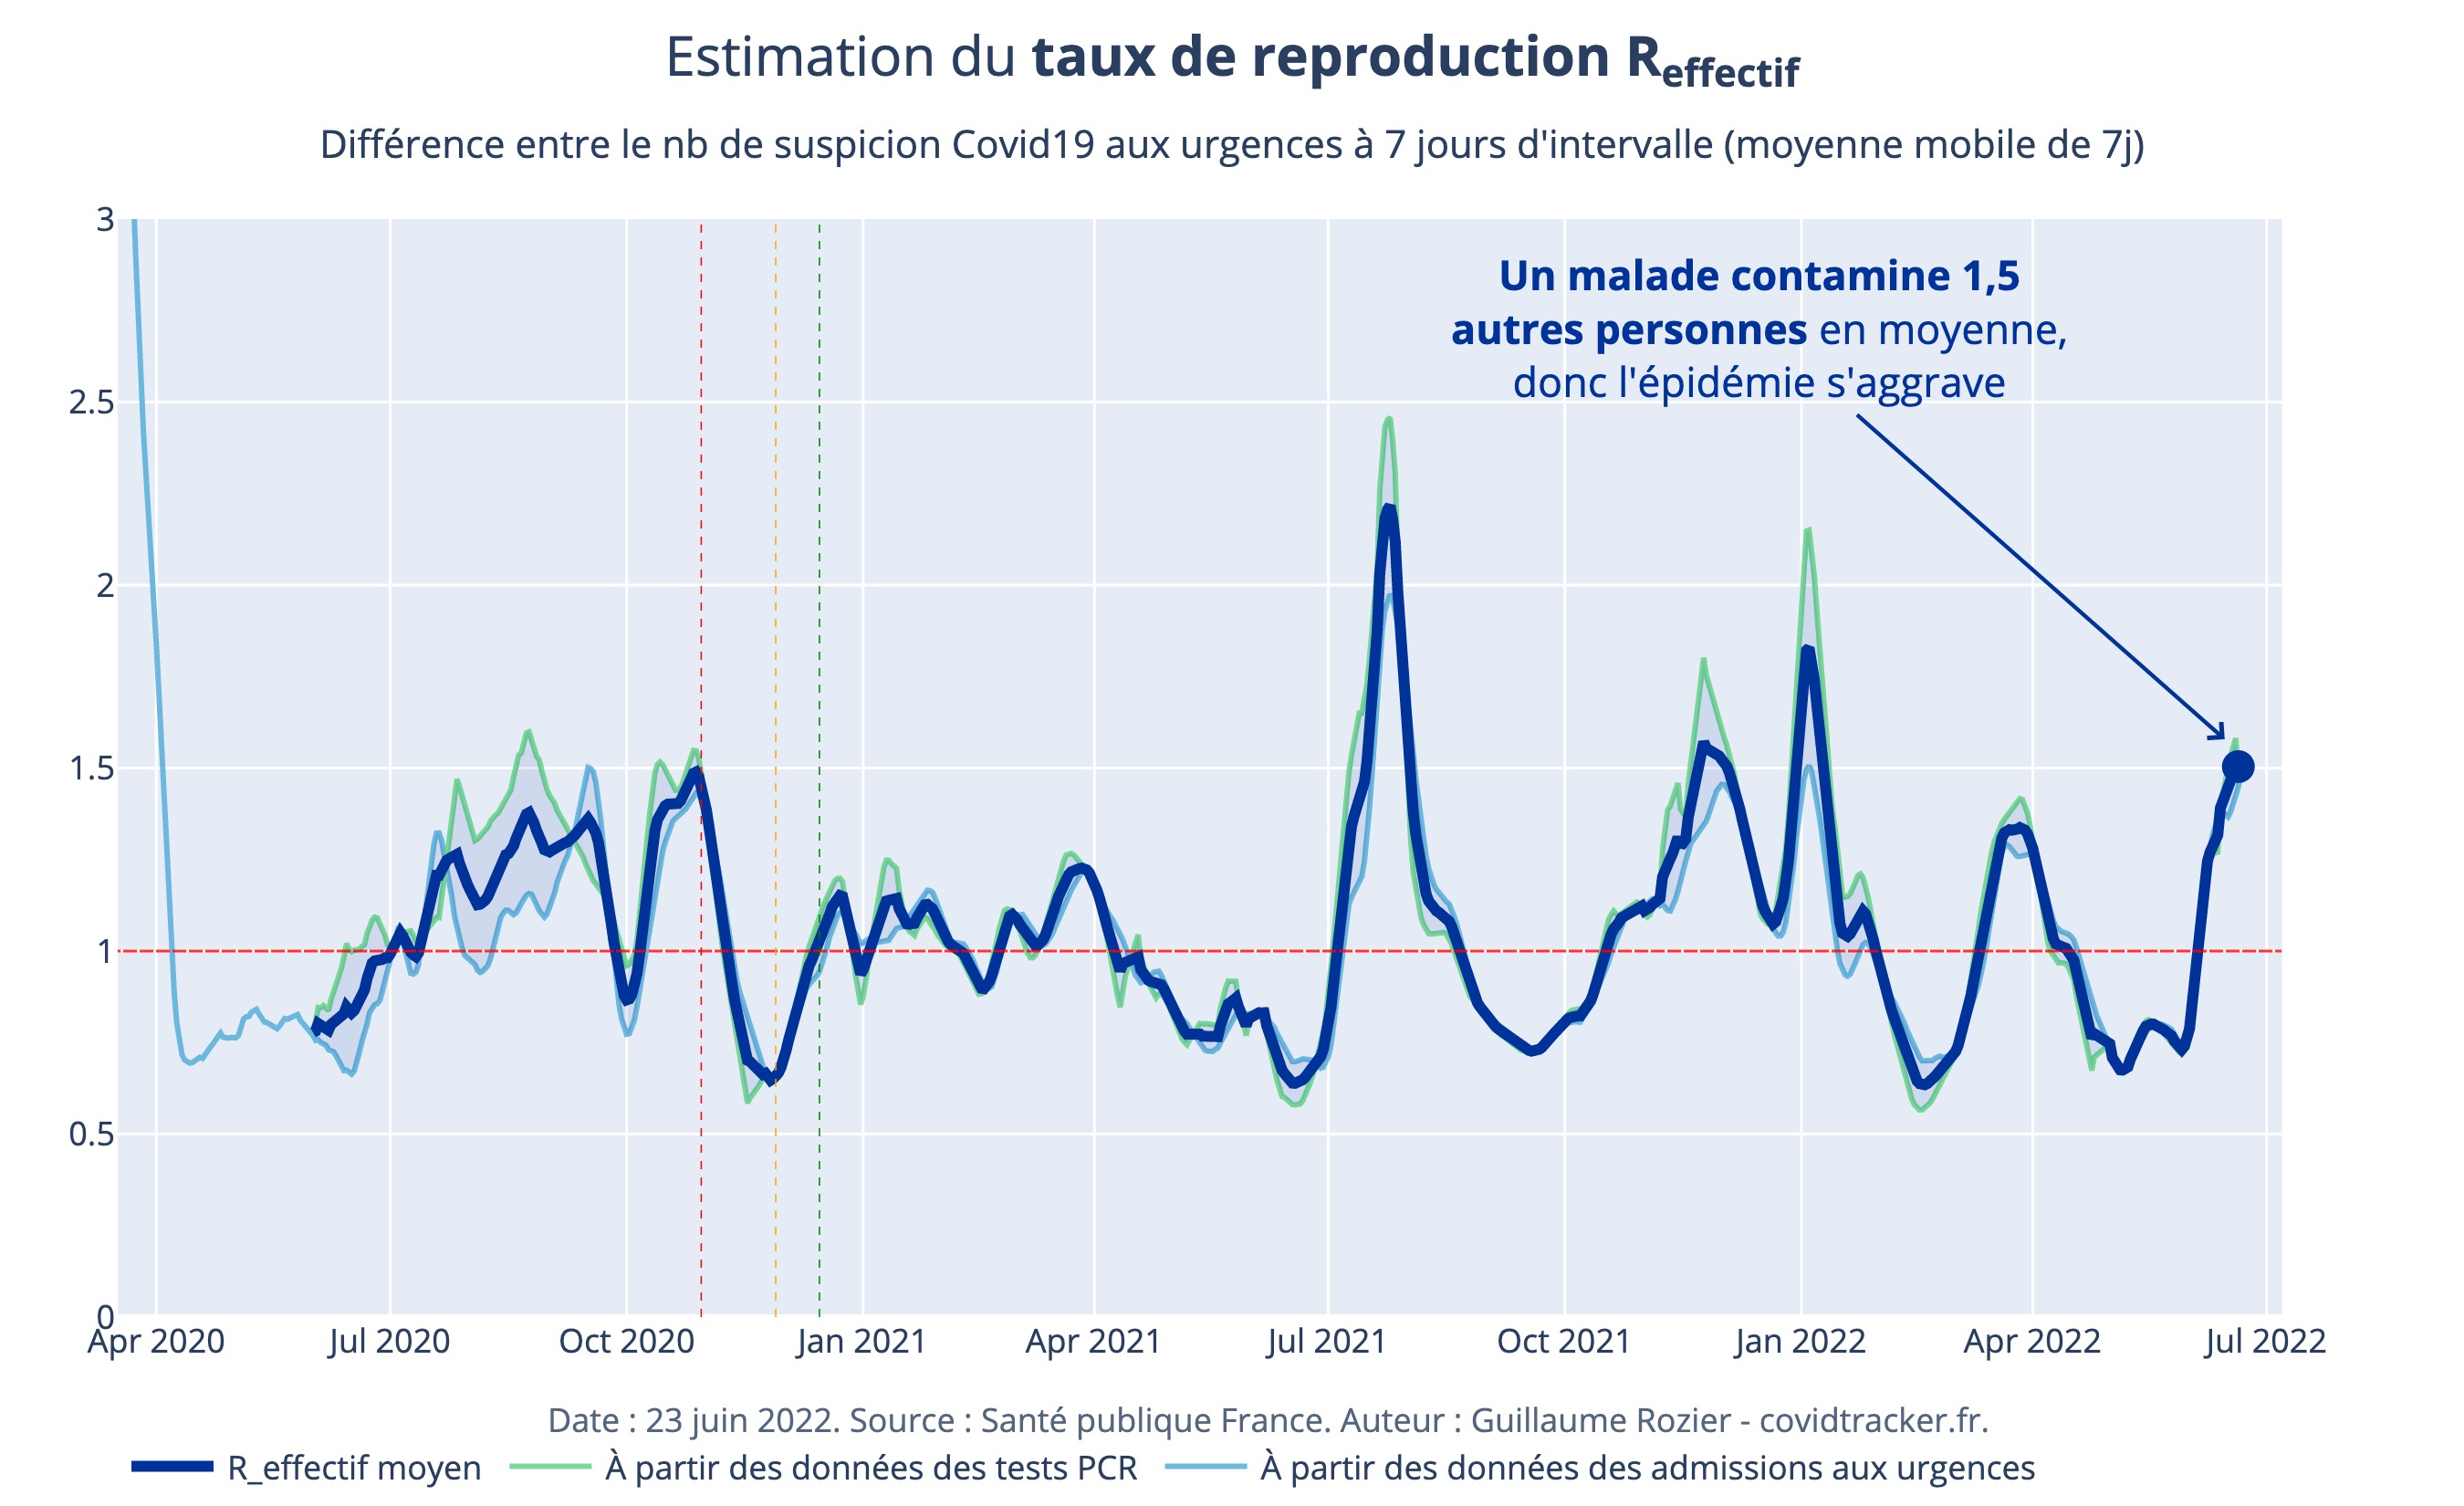 Estimation du taux de reproduction Reffectif
Différence entre le nb de suspicion Covid19 aux urgences à 7 jours d'intervalle (moyenne mobile de 7j)
Un malade contamine 1,5
autres personnes en moyenne,
donc l'épidémie s'aggrave
3
2.5
2
1.5
1
0.5
0
Apr 2020 Jul 2020 Oct 2020 Jan 2021 Apr 2021 Jul 2021 Oct 2021 Jan 2022 Apr 2022 Jul 2022
Date : 23 juin 2022. Source : Santé publique France. Auteur : Guillaume Rozier - covidtracker.fr.
R_effectif moyen À partir des données des tests PCR À partir des données des admissions aux urgences